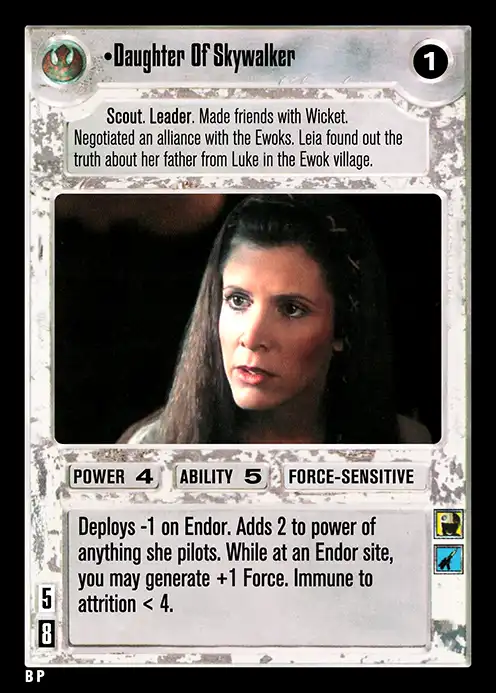 •Daughter Of Skywalker
1
Scout. Leader. Made friends with Wicket.
Negotiated an alliance with the Ewoks. Leia found out the
truth about her father from Luke in the Ewok village.
POWER 4 ABILITY 5 FORCE-SENSITIVE
Deploys -1 on Endor. Adds 2 to power of
anything she pilots. While at an Endor site,
you may generate +1 Force. Immune to
attrition < 4.
5
8
BP